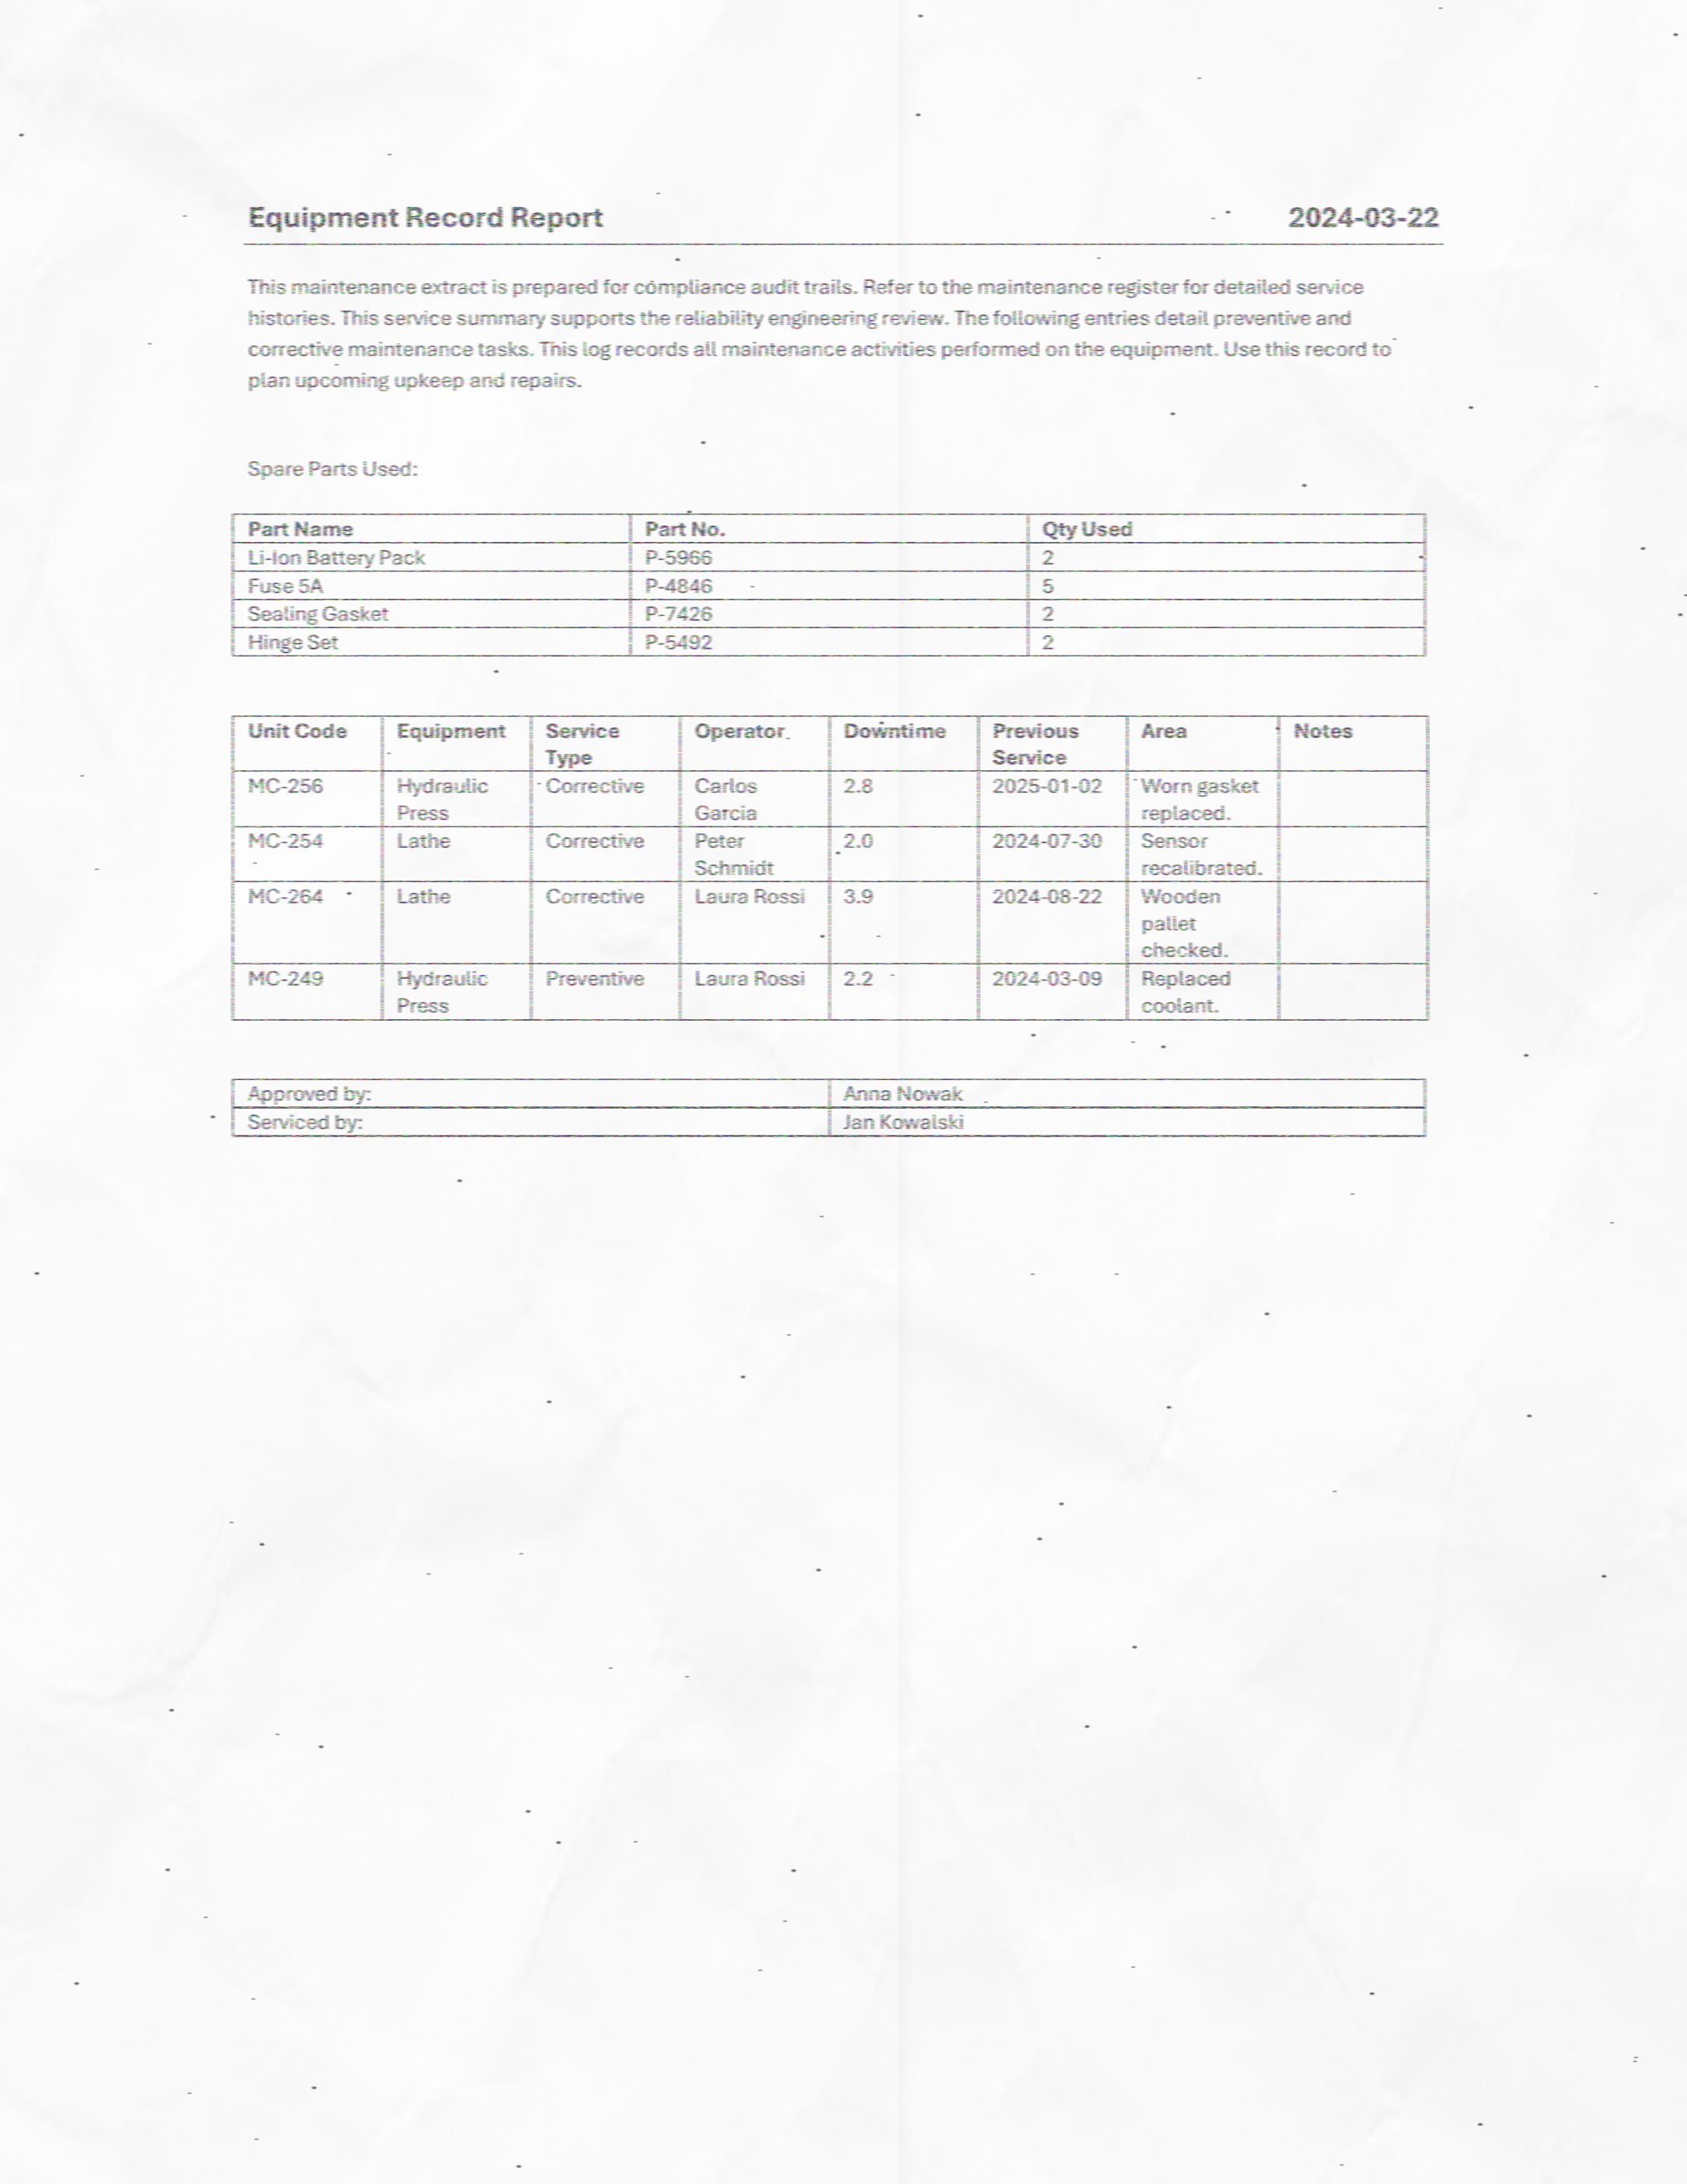 Equipment Record Report 2024-03-22
This maintenance extract is prepared for compliance audit trails. Refer to the maintenance register for detailed service
histories. This service summary supports the reliability engineering review. The following entries detail preventive and
corrective maintenance tasks. This log records all maintenance activities performed on the equipment. Use this record to
plan upcoming upkeep and repairs.
Spare Parts Used:
Part Name Part No. Qty Used
Li-Ion Battery Pack P-5966 2
Fuse 5A P-4846 5
Sealing Gasket P-7426 2
Hinge Set P-5492 2
Unit Code Equipment Service Operator Downtime Previous Area Notes
Type Service
MC-256 Hydraulic Corrective Carlos 2.8 2025-01-02 Worn gasket
Press Garcia replaced.
MC-254 Lathe Corrective Peter 2.0 2024-07-30 Sensor
Schmidt recalibrated.
MC-264 Lathe Corrective Laura Rossi 3.9 2024-08-22 Wooden
pallet
checked.
MC-249 Hydraulic Preventive Laura Rossi 2.2 2024-03-09 Replaced
Press coolant.
Approved by: Anna Nowak
Serviced by: Jan Kowalski